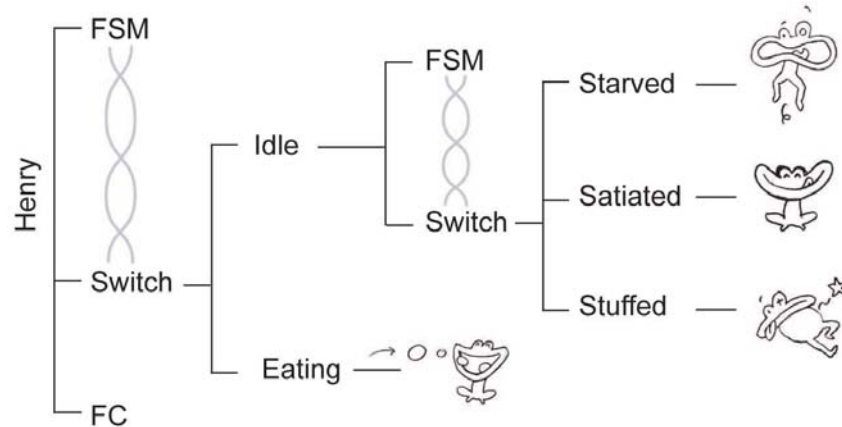 Henry
FSM
Switch
FC
Idle
Eating
FSM
Switch
Starved
Satiated
Stuffed